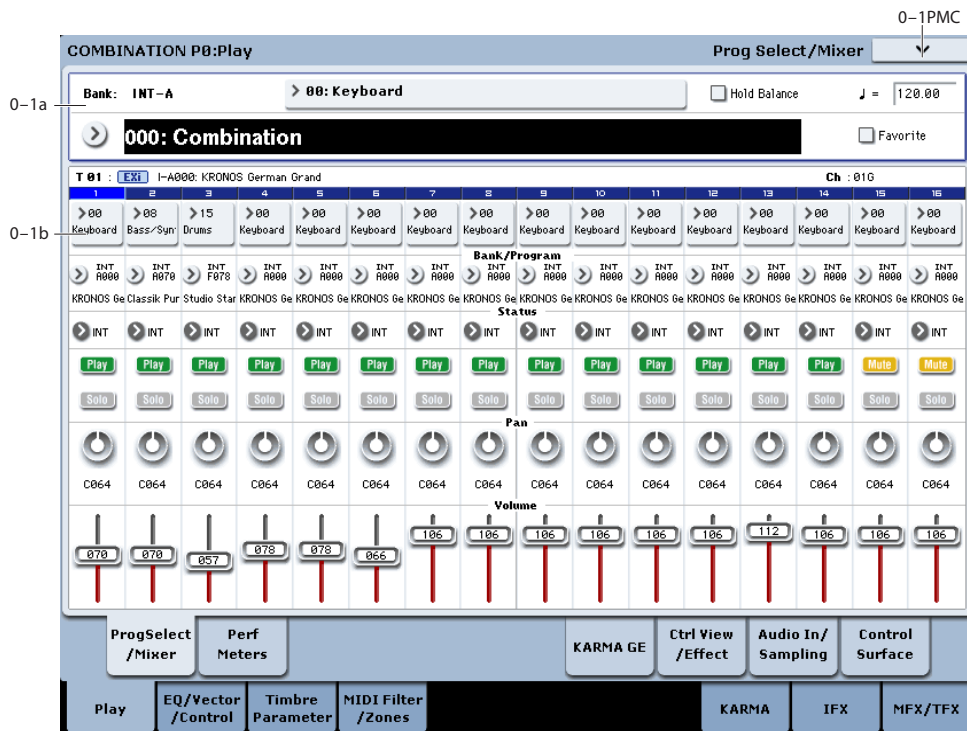 0–1PMC
COMBINATION P0:Play Prog Select/Mixer
0–1a
Bank: INT-A 00: Keyboard Hold Balance ♩ = 120.00
000: Combination Favorite
T 01 : EXi I-A000: KRONOS German Grand Ch : 01G
1 2 3 4 5 6 7 8 9 10 11 12 13 14 15 16
0–1b
00 08 15 00 00 00 00 00 00 00 00 00 00 00 00 00
Keyboard Bass/Syn Drums Keyboard Keyboard Keyboard Keyboard Keyboard Keyboard Keyboard Keyboard Keyboard Keyboard Keyboard Keyboard Keyboard
Bank/Program
INT INT INT INT INT INT INT INT INT INT INT INT INT INT INT INT
A000 A070 F078 A000 A000 A000 A000 A000 A000 A000 A000 A000 A000 A000 A000 A000
KRONOS Ge Classik Pur Studio Star KRONOS Ge KRONOS Ge KRONOS Ge KRONOS Ge KRONOS Ge KRONOS Ge KRONOS Ge KRONOS Ge KRONOS Ge KRONOS Ge KRONOS Ge KRONOS Ge KRONOS Ge
Status
INT INT INT INT INT INT INT INT INT INT INT INT INT INT INT INT
Play Play Play Play Play Play Play Play Play Play Play Play Play Play Mute Mute
Solo Solo Solo Solo Solo Solo Solo Solo Solo Solo Solo Solo Solo Solo Solo Solo
Pan
C064 C064 C064 C064 C064 C064 C064 C064 C064 C064 C064 C064 C064 C064 C064 C064
Volume
070 070 057 078 078 066 106 106 106 106 106 106 112 106 106 106
ProgSelect Perf KARMA GE Ctrl View Audio In/ Control
/Mixer Meters /Effect Sampling Surface
Play EQ/Vector Timbre MIDI Filter KARMA IFX MFX/TFX
/Control Parameter /Zones